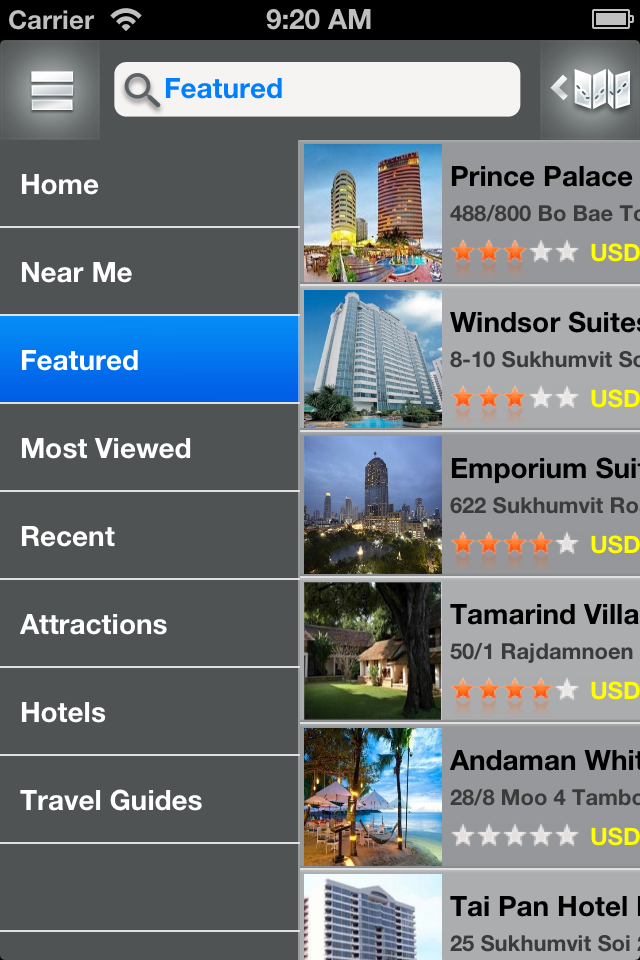 Carrier 9:20 AM
Featured
Home
Near Me
Featured
Most Viewed
Recent
Attractions
Hotels
Travel Guides
Prince Palace
488/800 Bo Bae To
USD
Windsor Suites
8-10 Sukhumvit So
USD
Emporium Suit
622 Sukhumvit Ro
USD
Tamarind Villa
50/1 Rajdamnoen
USD
Andaman Whit
28/8 Moo 4 Tambo
USD
Tai Pan Hotel
25 Sukhumvit Soi